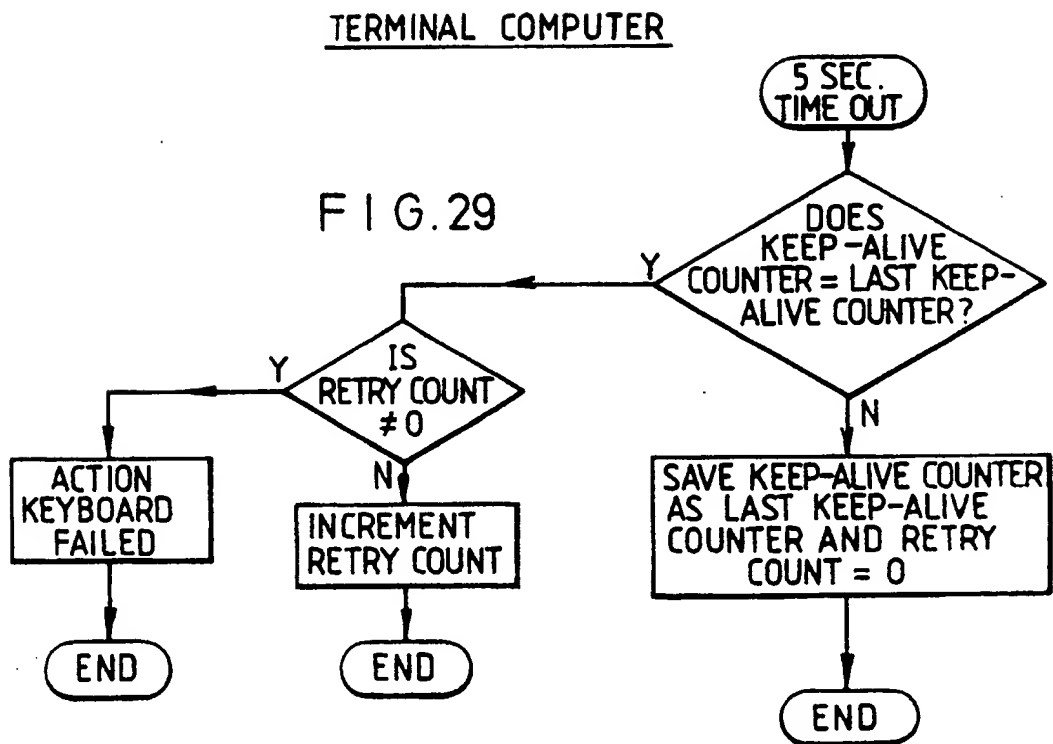 TERMINAL COMPUTER
5 SEC.
TIME OUT
FIG.29
DOES
KEEP-ALIVE
COUNTER = LAST KEEP-
ALIVE COUNTER?
Y
N
IS
RETRY COUNT
≠ 0
Y
N
ACTION
KEYBOARD
FAILED
INCREMENT
RETRY COUNT
SAVE KEEP-ALIVE COUNTER
AS LAST KEEP-ALIVE
COUNTER AND RETRY
COUNT = 0
END
END
END